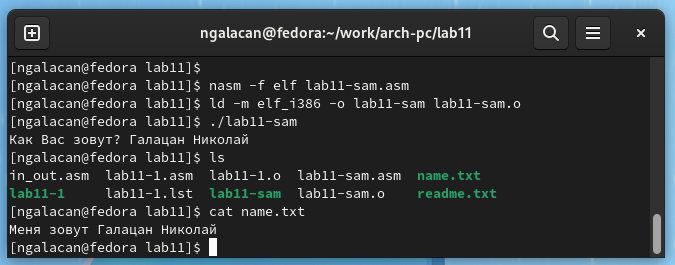 ngalacan@fedora:~/work/arch-pc/lab11
[ngalacan@fedora lab11]$
[ngalacan@fedora lab11]$ nasm -f elf lab11-sam.asm
[ngalacan@fedora lab11]$ ld -m elf_i386 -o lab11-sam lab11-sam.o
[ngalacan@fedora lab11]$ ./lab11-sam
Как Вас зовут? Галацан Николай
[ngalacan@fedora lab11]$ ls
in_out.asm  lab11-1.asm  lab11-1.o  lab11-sam.asm  name.txt
lab11-1  lab11-1.lst  lab11-sam  lab11-sam.o  readme.txt
[ngalacan@fedora lab11]$ cat name.txt
Меня зовут Галацан Николай
[ngalacan@fedora lab11]$